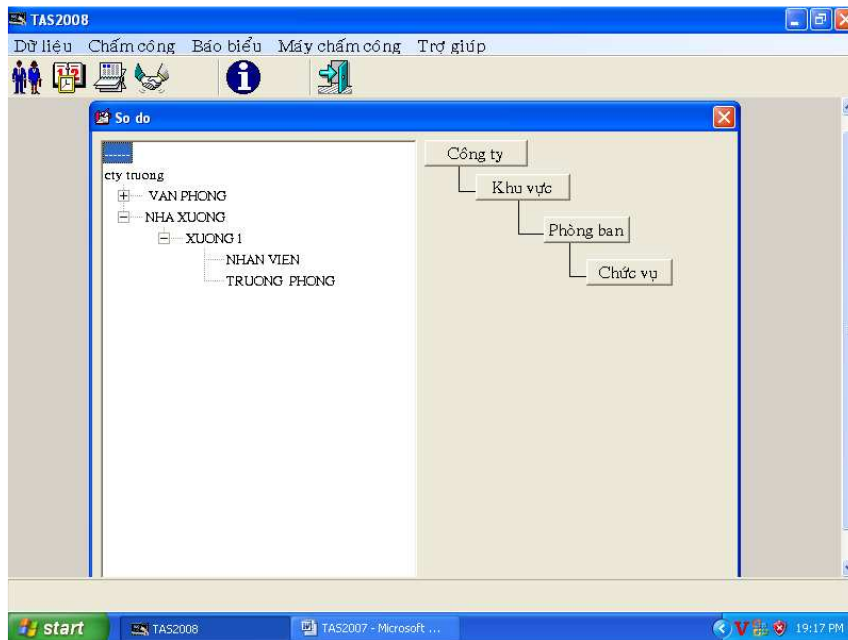 TAS2008
Dữ liệu Chấm công Báo biểu Máy chấm công Trợ giúp
So do
------
cty truong
VAN PHONG
NHA XUONG
XUONG 1
NHAN VIEN
TRUONG PHONG
Công ty
Khu vực
Phòng ban
Chức vụ
start TAS2008 TAS2007 - Microsoft ... 19:17 PM